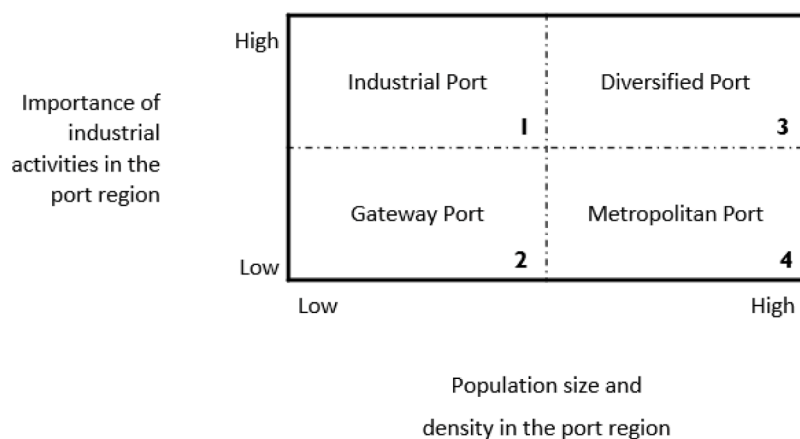 High
Importance of
industrial
activities in the
port region
Industrial Port
1
Diversified Port
3
Gateway Port
2
Metropolitan Port
4
Low
Low
High
Population size and
density in the port region